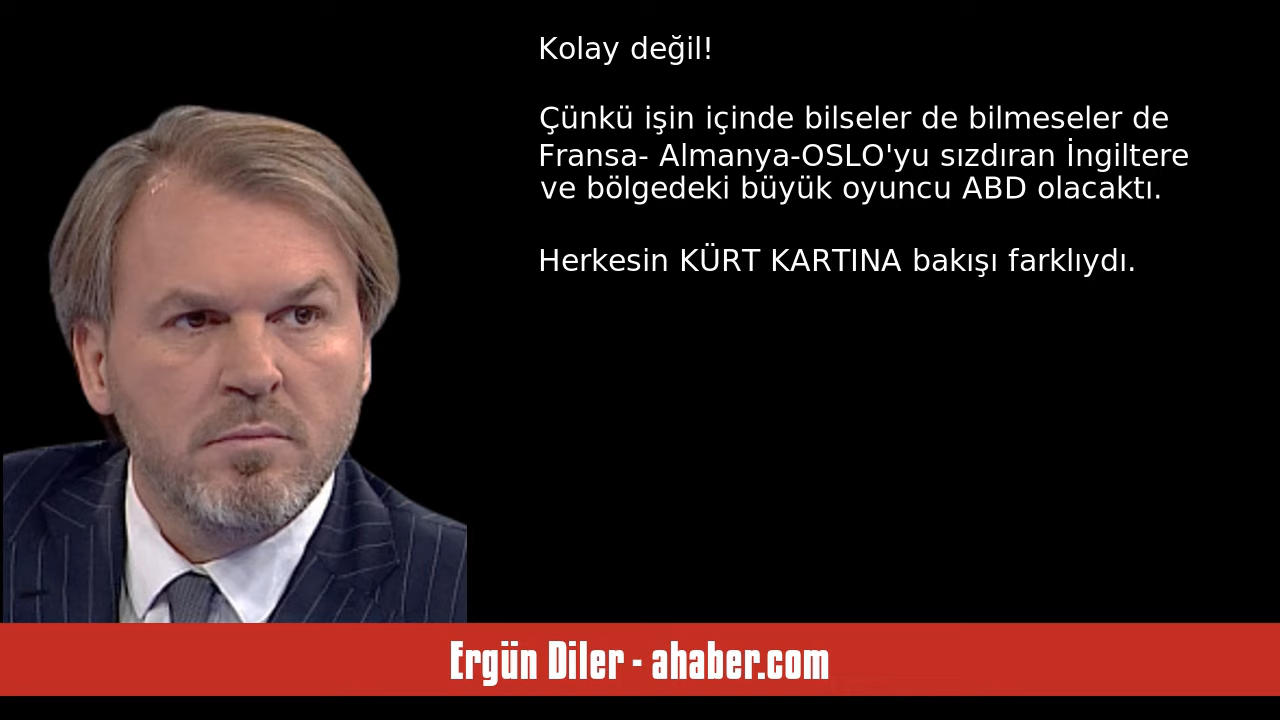 Kolay değil!
Çünkü işin içinde bilseler de bilmeseler de
Fransa- Almanya-OSLO'yu sızdıran İngiltere
ve bölgedeki büyük oyuncu ABD olacaktı.
Herkesin KÜRT KARTINA bakışı farklıydı.
Ergün Diler - ahaber.com